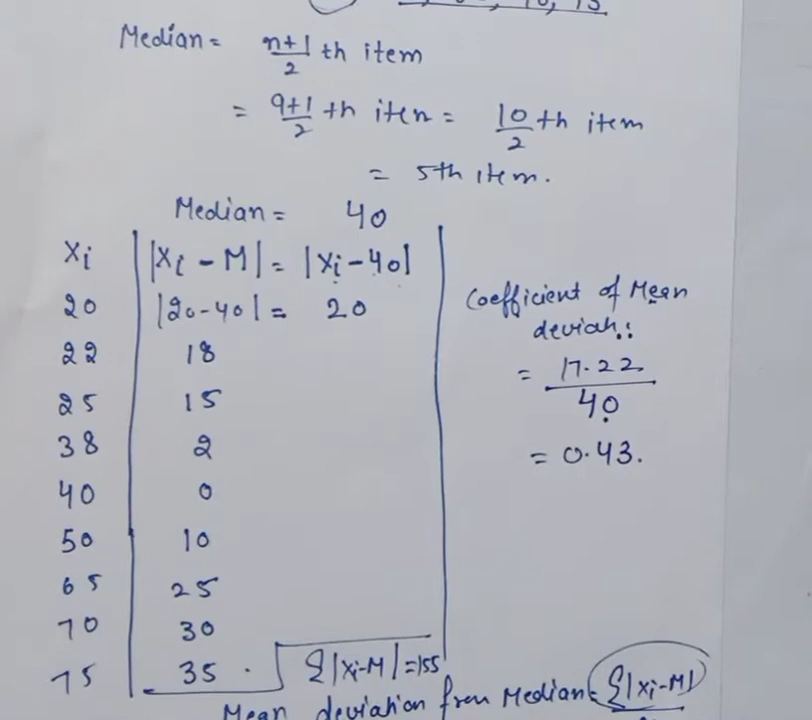 Median = n+1/2 th item
= 9+1/2 th iten = 10/2 th item
= 5th item.
Median = 40
Xi |Xi - M| = |Xi-40|
20 |20-40| = 20
22 18
25 15
38 2
40 0
50 10
65 25
70 30
75 35 . Σ|Xi-M| = 155
Coefficient of Mean
deviah.:
= 17.22/40
= 0.43.
Mean deviation from Median = Σ|Xi-M|